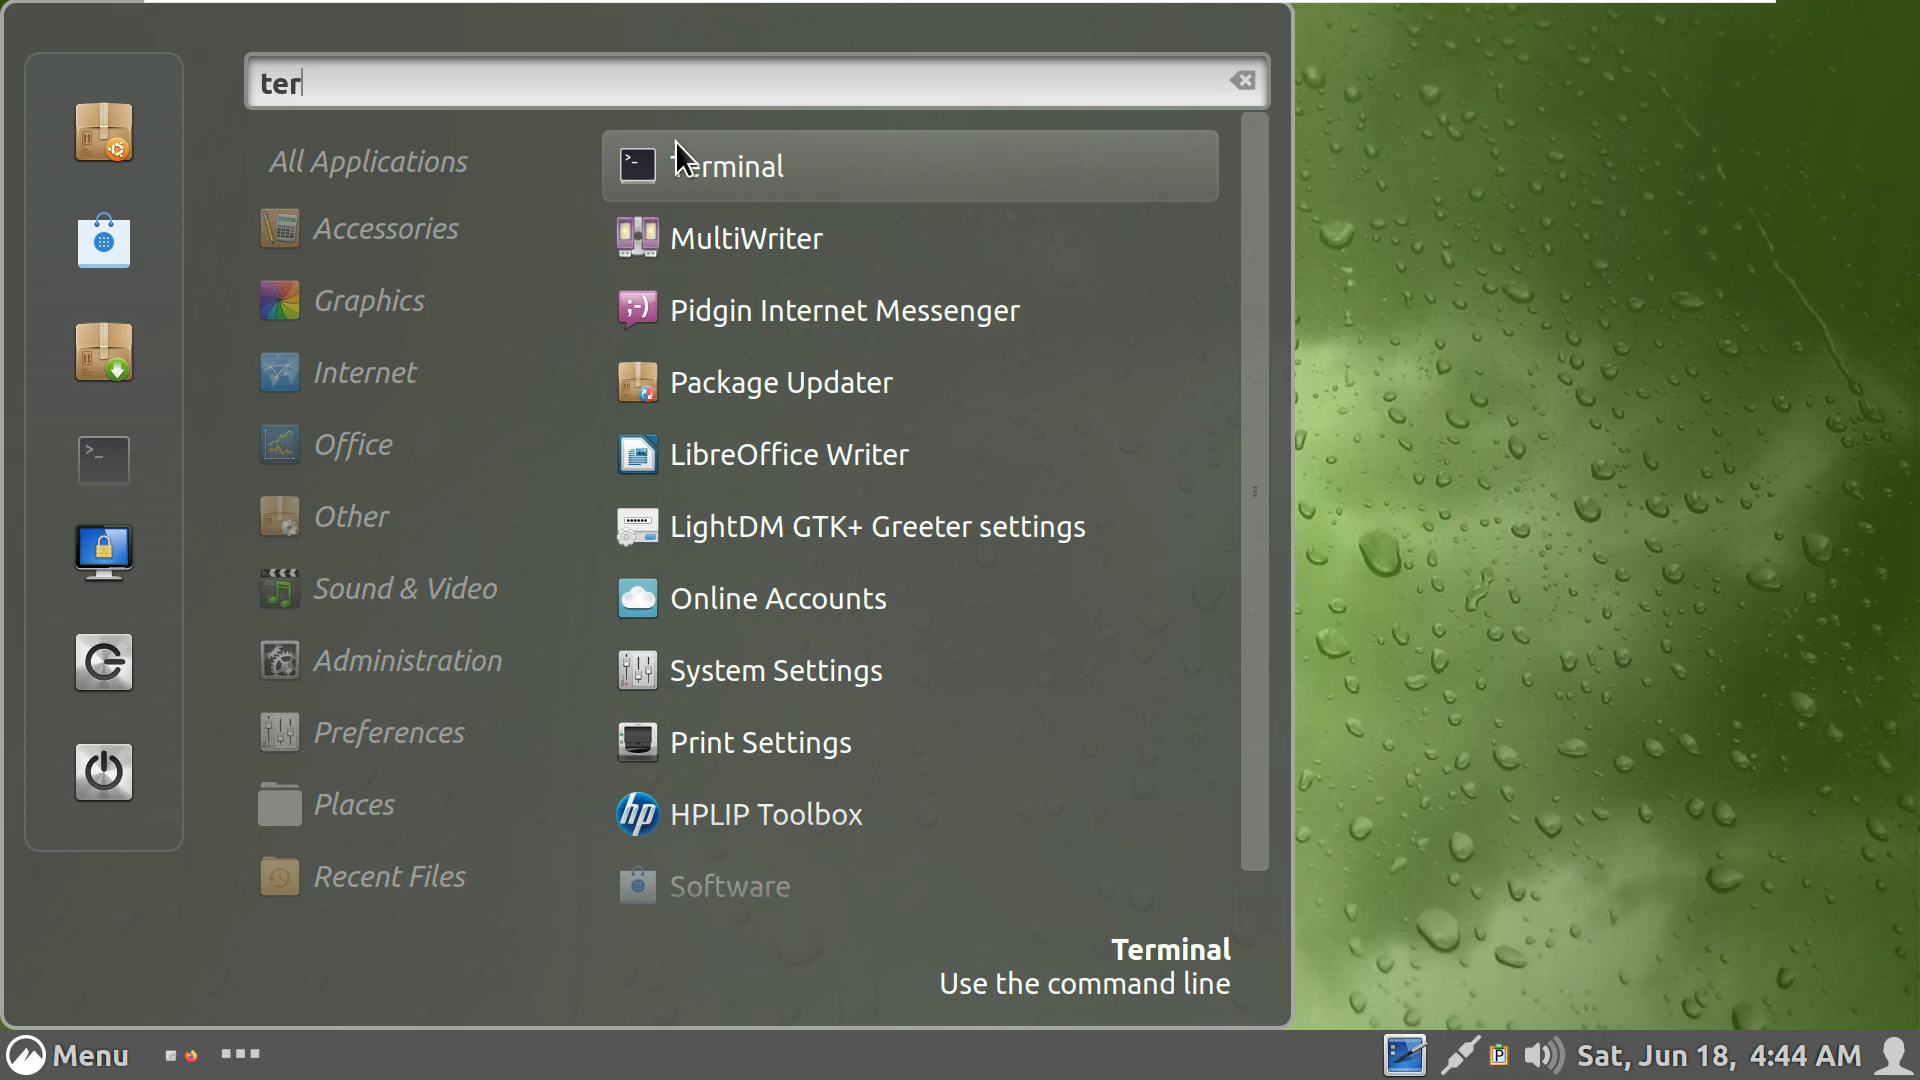 ter
All Applications
Accessories
Graphics
Internet
Office
Other
Sound & Video
Administration
Preferences
Places
Recent Files
Terminal
MultiWriter
Pidgin Internet Messenger
Package Updater
LibreOffice Writer
LightDM GTK+ Greeter settings
Online Accounts
System Settings
Print Settings
hp HPLIP Toolbox
Software
Terminal
Use the command line
Menu
P
Sat, Jun 18, 4:44 AM